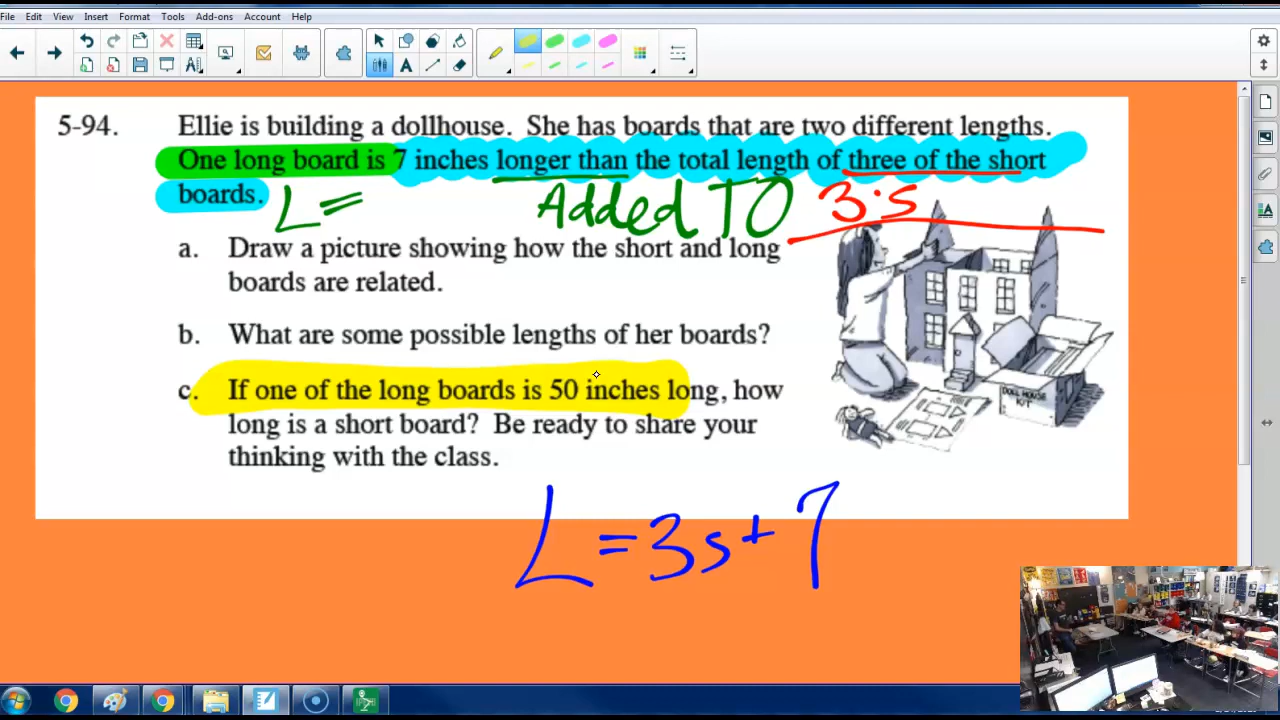 File Edit View Insert Format Tools Add-ons Account Help
5-94. Ellie is building a dollhouse. She has boards that are two different lengths.
One long board is 7 inches longer than the total length of three of the short
boards.
L= Added TO 3·s
a. Draw a picture showing how the short and long
boards are related.
b. What are some possible lengths of her boards?
c. If one of the long boards is 50 inches long, how
long is a short board? Be ready to share your
thinking with the class.
DOLL HOUSE
KIT
L=3s+7